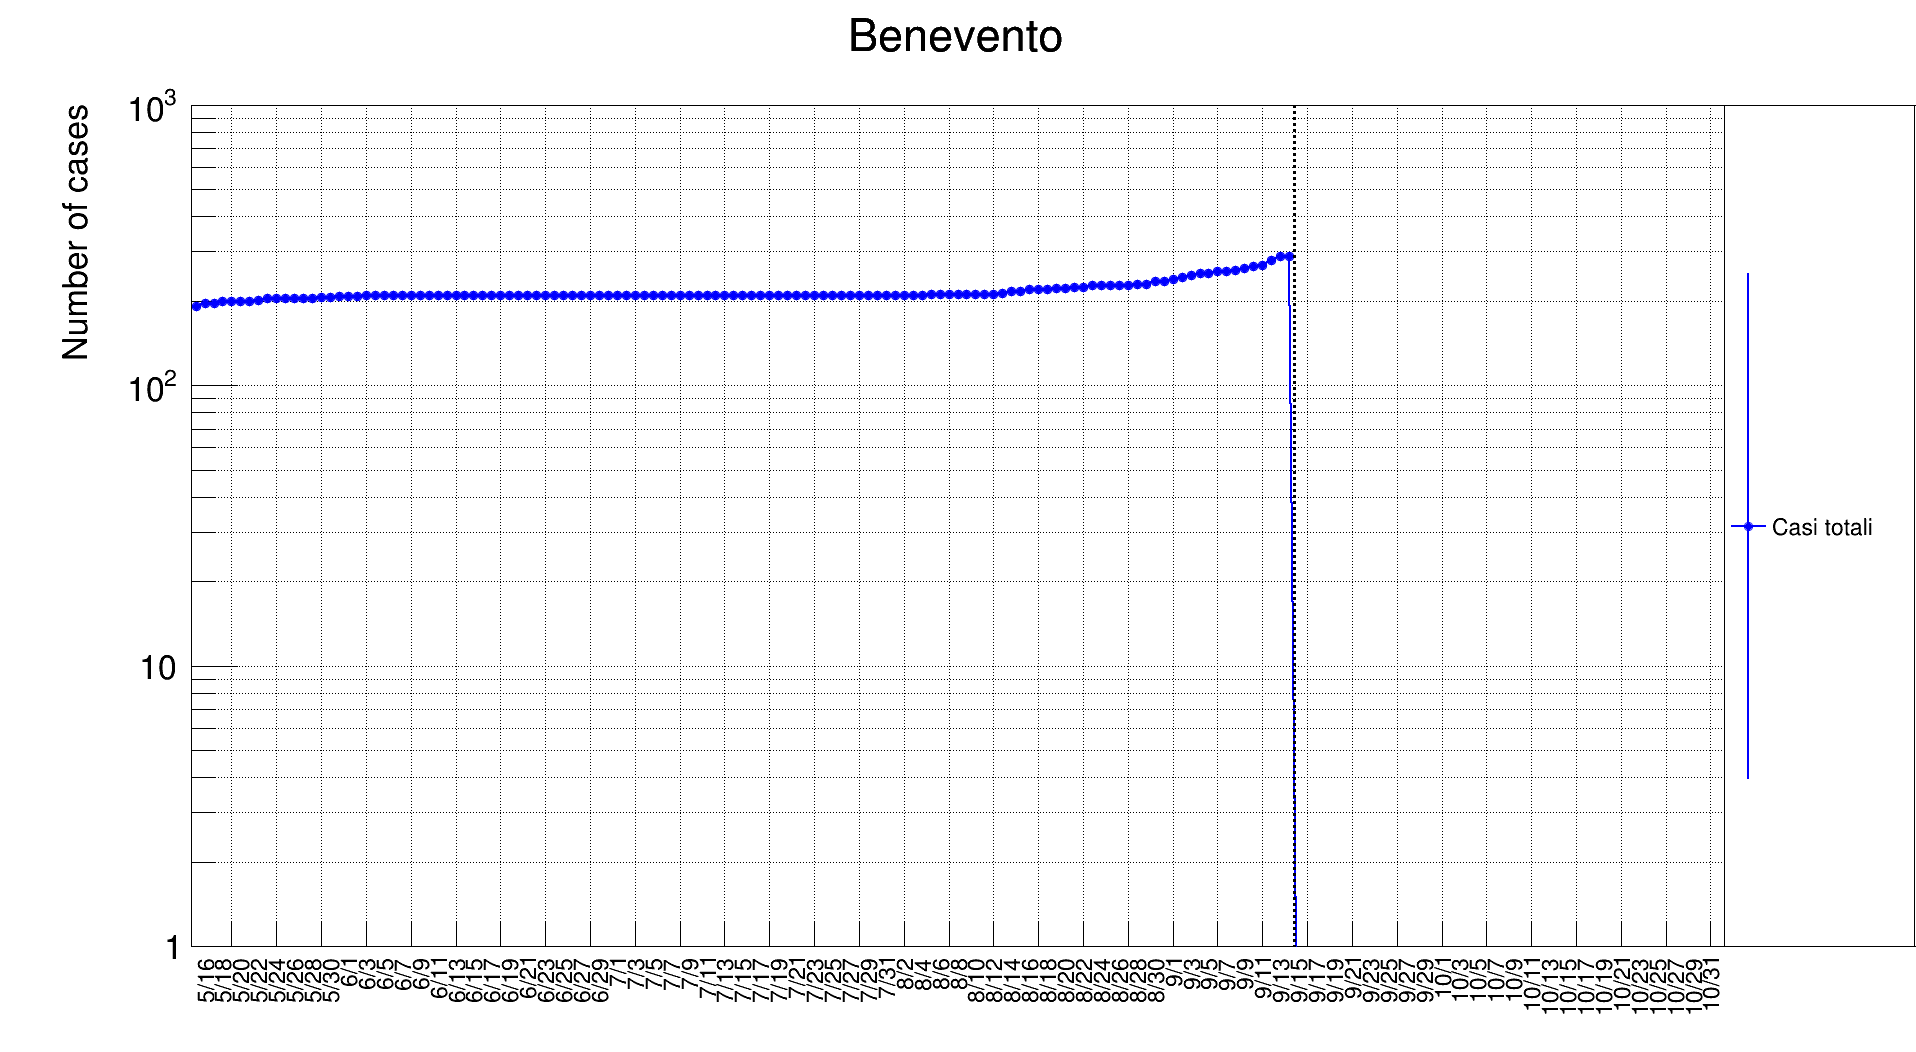 Benevento
Number of cases
10³
10²
10
1
5/16 5/18 5/20 5/22 5/24 5/26 5/28 5/30 6/1 6/3 6/5 6/7 6/9 6/11 6/13 6/15 6/17 6/19 6/21 6/23 6/25 6/27 6/29 7/1 7/3 7/5 7/7 7/9 7/11 7/13 7/15 7/17 7/19 7/21 7/23 7/25 7/27 7/29 7/31 8/2 8/4 8/6 8/8 8/10 8/12 8/14 8/16 8/18 8/20 8/22 8/24 8/26 8/28 8/30 9/1 9/3 9/5 9/7 9/9 9/11 9/13 9/15 9/17 9/19 9/21 9/23 9/25 9/27 9/29 10/1 10/3 10/5 10/7 10/9 10/11 10/13 10/15 10/17 10/19 10/21 10/23 10/25 10/27 10/29 10/31
Casi totali